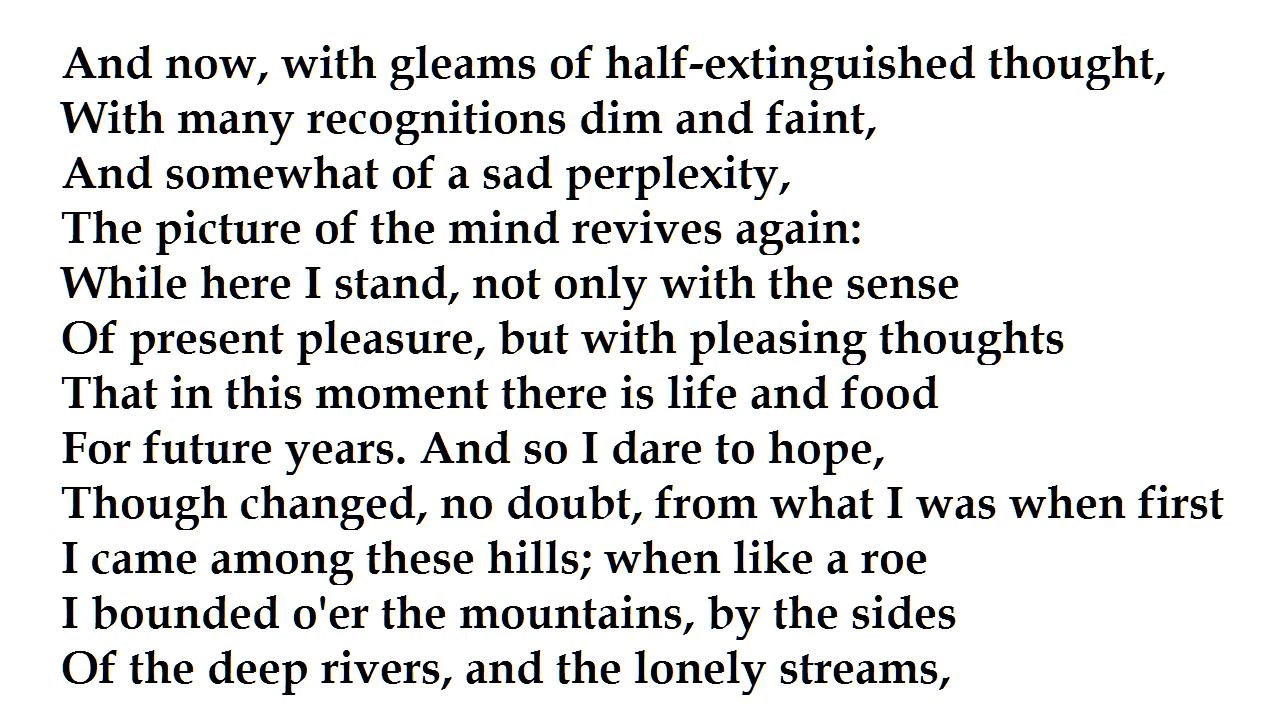 And now, with gleams of half-extinguished thought,
With many recognitions dim and faint,
And somewhat of a sad perplexity,
The picture of the mind revives again:
While here I stand, not only with the sense
Of present pleasure, but with pleasing thoughts
That in this moment there is life and food
For future years. And so I dare to hope,
Though changed, no doubt, from what I was when first
I came among these hills; when like a roe
I bounded o'er the mountains, by the sides
Of the deep rivers, and the lonely streams,